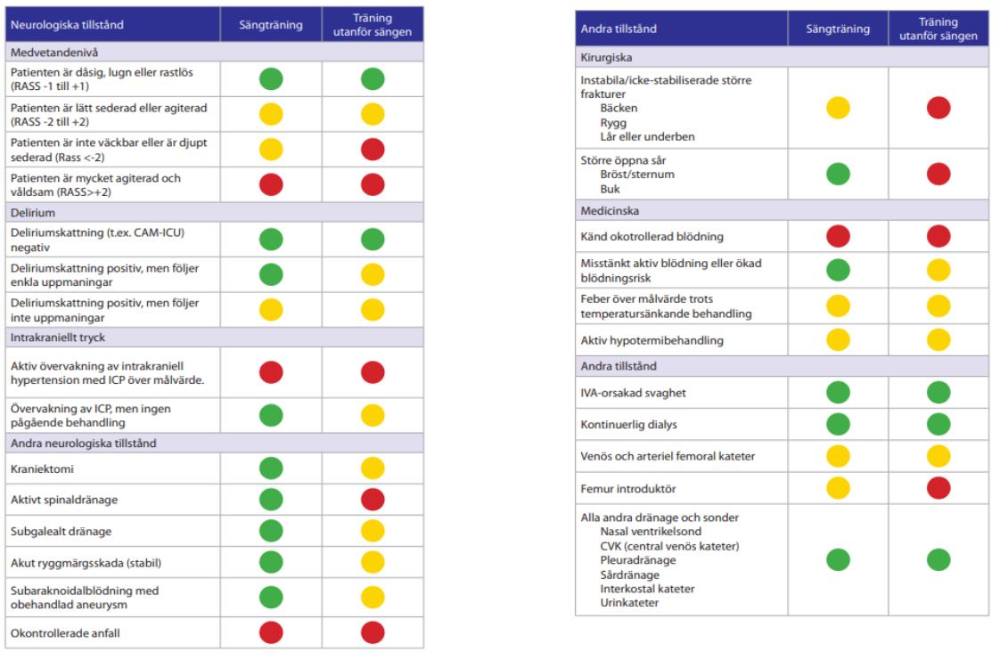 Neurologiska tillstånd
Sängträning
Träning
utanför sängen
Medvetandenivå
Patienten är dåsig, lugn eller rastlös
(RASS -1 till +1)
Patienten är lätt sederad eller agiterad
(RASS -2 till +2)
Patienten är inte väckbar eller är djupt
sederad (Rass <-2)
Patienten är mycket agiterad och
våldsam (RASS>+2)
Delirium
Deliriumskattning (t.ex. CAM-ICU)
negativ
Deliriumskattning positiv, men följer
enkla uppmaningar
Deliriumskattning positiv, men följer
inte uppmaningar
Intrakraniellt tryck
Aktiv övervakning av intrakraniell
hypertension med ICP över målvärde.
Övervakning av ICP, men ingen
pågående behandling
Andra neurologiska tillstånd
Kraniektomi
Aktivt spinaldränage
Subgalealt dränage
Akut ryggmärgsskada (stabil)
Subaraknoidalblödning med
obehandlad aneurysm
Okontrollerade anfall
Andra tillstånd
Sängträning
Träning
utanför sängen
Kirurgiska
Instabila/icke-stabiliserade större
frakturer
Bäcken
Rygg
Lår eller underben
Större öppna sår
Bröst/sternum
Buk
Medicinska
Känd okotrollerad blödning
Misstänkt aktiv blödning eller ökad
blödningsrisk
Feber över målvärde trots
temperatursänkande behandling
Aktiv hypotermibehandling
Andra tillstånd
IVA-orsakad svaghet
Kontinuerlig dialys
Venös och arteriel femoral kateter
Femur introduktör
Alla andra dränage och sonder
Nasal ventrikelsond
CVK (central venös kateter)
Pleuradränage
Sårdränage
Interkostal kateter
Urinkateter